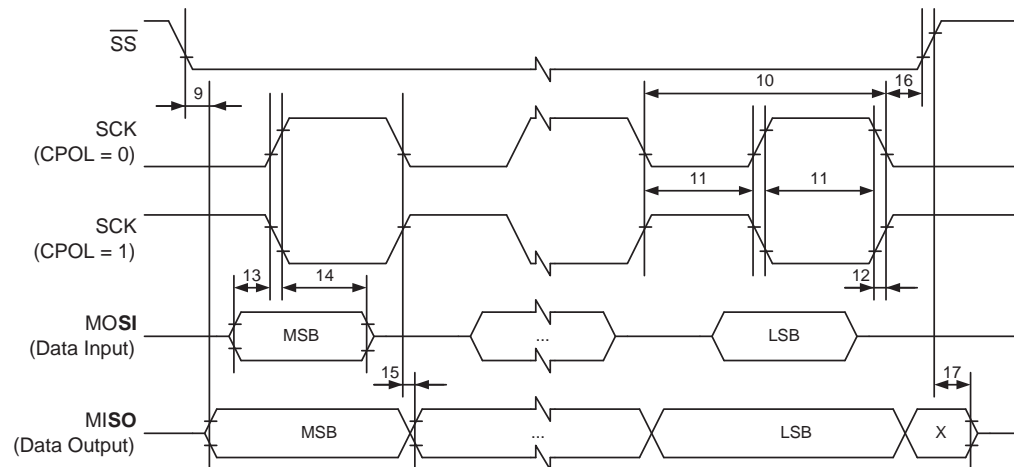 SS
9
10
16
SCK
(CPOL = 0)
11
11
SCK
(CPOL = 1)
13
14
12
MOSI
(Data Input)
MSB
...
LSB
15
17
MISO
(Data Output)
MSB
...
LSB
X